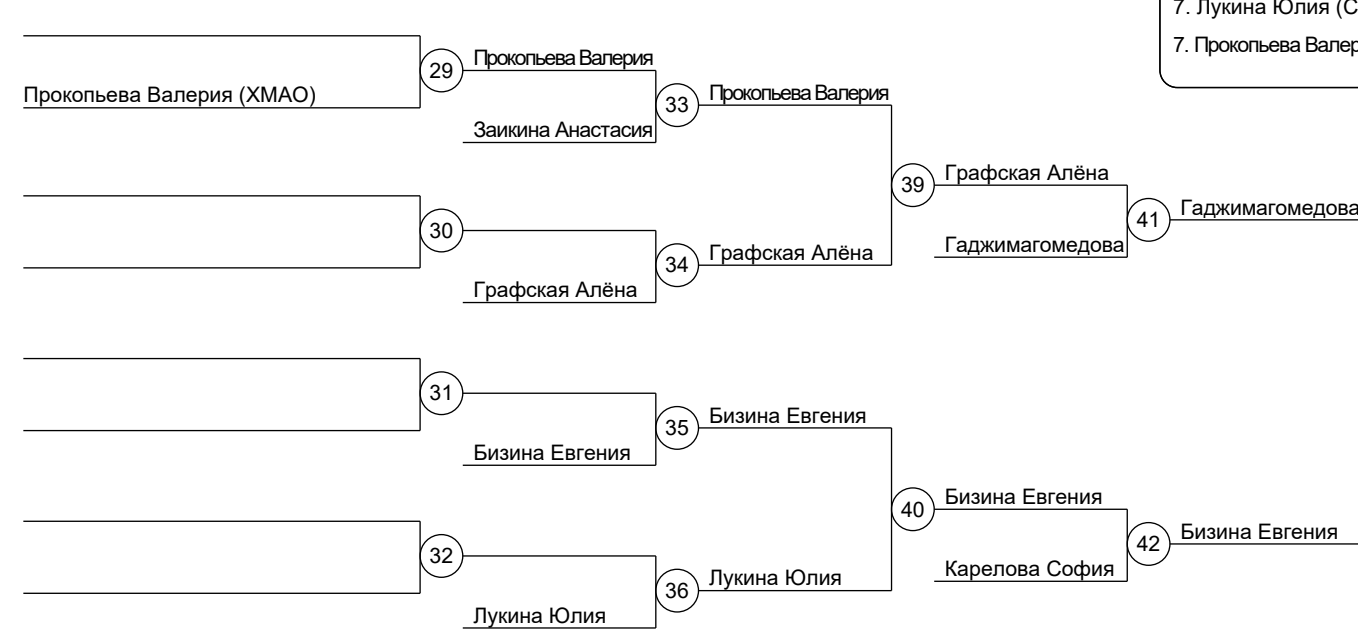 7. Лукина Юлия (С
7. Прокопьева Валер
Прокопьева Валерия (ХМАО)
29
Прокопьева Валерия
Заикина Анастасия
33
Прокопьева Валерия
30
Графская Алёна
34
Графская Алёна
39
Графская Алёна
Гаджимагомедова
41
Гаджимагомедова
31
Бизина Евгения
35
Бизина Евгения
32
Лукина Юлия
36
Лукина Юлия
40
Бизина Евгения
Карелова София
42
Бизина Евгения